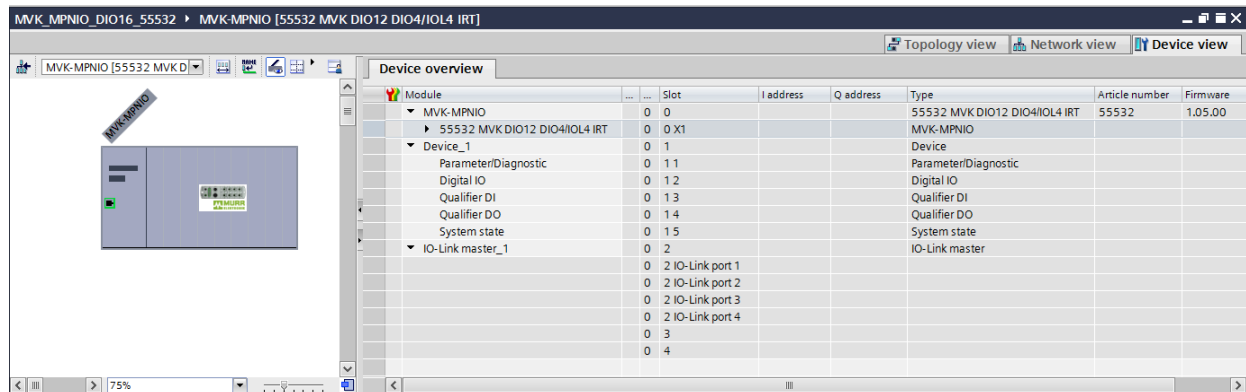 MVK_MPNIO_DIO16_55532 ▸ MVK-MPNIO [55532 MVK DIO12 DIO4/IOL4 IRT]
Topology view Network view Device view
MVK-MPNIO [55532 MVK D
Device overview
Module ... ... Slot I address Q address Type Article number Firmware
MVK-MPNIO 0 0 55532 MVK DIO12 DIO4/IOL4 IRT 55532 1.05.00
55532 MVK DIO12 DIO4/IOL4 IRT 0 0 X1 MVK-MPNIO
Device_1 0 1 Device
Parameter/Diagnostic 0 1 1 Parameter/Diagnostic
Digital IO 0 1 2 Digital IO
Qualifier DI 0 1 3 Qualifier DI
Qualifier DO 0 1 4 Qualifier DO
System state 0 1 5 System state
IO-Link master_1 0 2 IO-Link master
0 2 IO-Link port 1
0 2 IO-Link port 2
0 2 IO-Link port 3
0 2 IO-Link port 4
0 3
0 4
MVK-MPNIO
MURR
75%